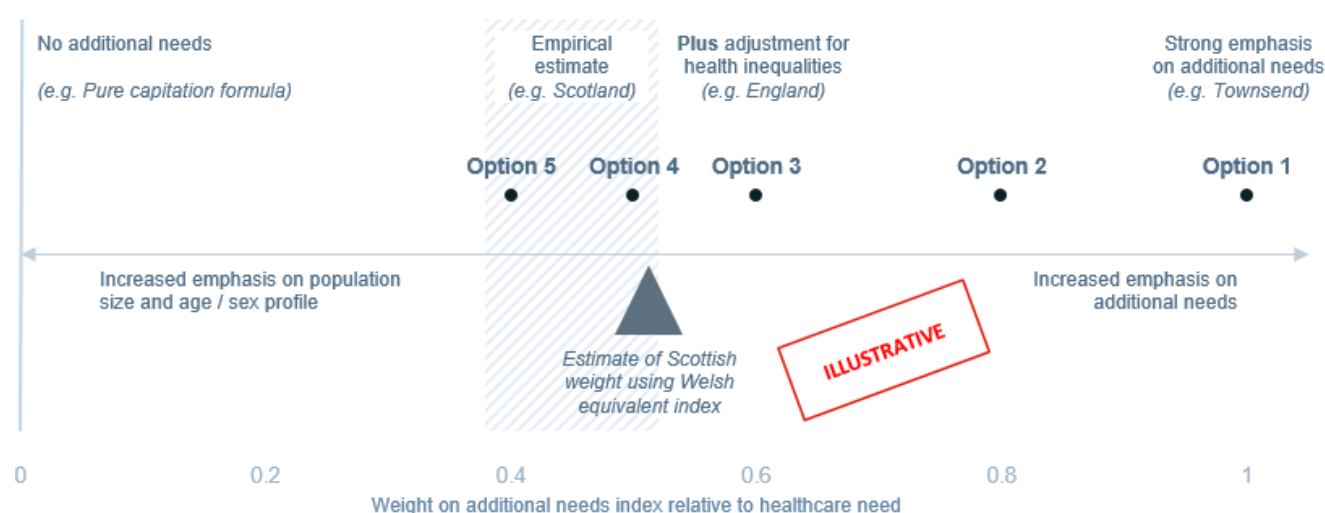 No additional needs
(e.g. Pure capitation formula)
Empirical
estimate
(e.g. Scotland)
Plus adjustment for
health inequalities
(e.g. England)
Strong emphasis
on additional needs
(e.g. Townsend)
Option 5
Option 4
Option 3
Option 2
Option 1
Increased emphasis on population
size and age / sex profile
Increased emphasis on
additional needs
ILLUSTRATIVE
Estimate of Scottish
weight using Welsh
equivalent index
0
0.2
0.4
0.6
0.8
1
Weight on additional needs index relative to healthcare need